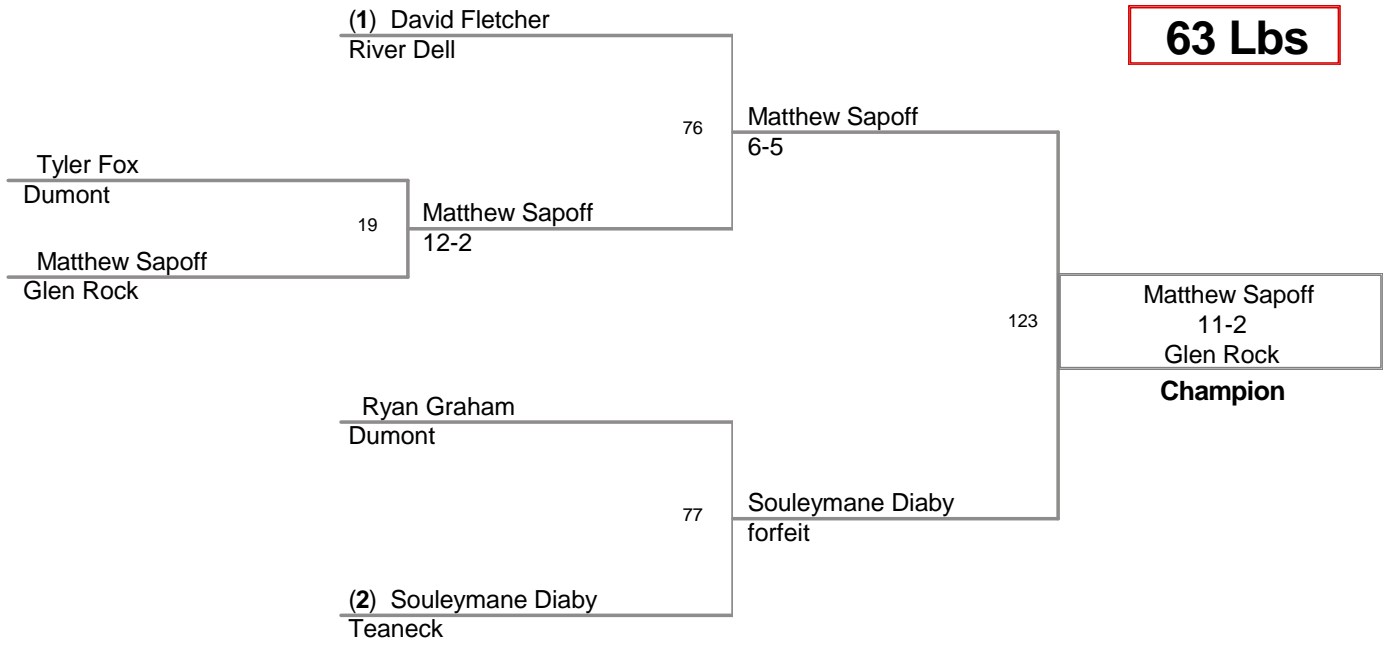 (1) David Fletcher
River Dell
63 Lbs
76
Matthew Sapoff
6-5
Tyler Fox
Dumont
19
Matthew Sapoff
12-2
Matthew Sapoff
Glen Rock
123
Matthew Sapoff
11-2
Glen Rock
Champion
Ryan Graham
Dumont
77
Souleymane Diaby
forfeit
(2) Souleymane Diaby
Teaneck